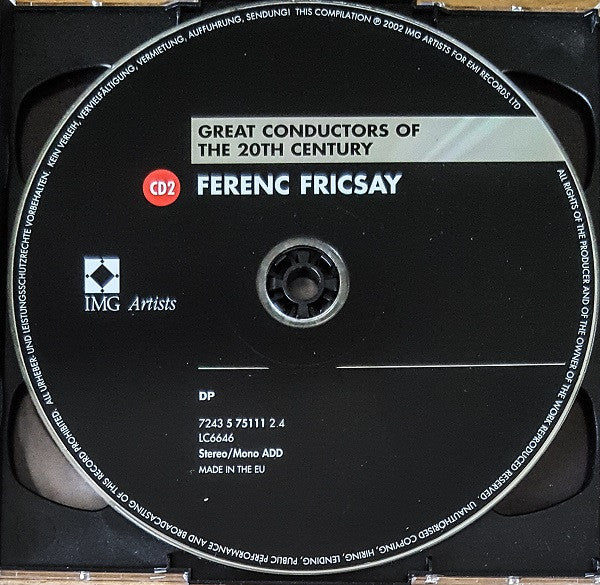 ALL URHEBER- UND LEISTUNGSSCHUTZRECHTE VORBEHALTEN. KEIN VERLEIH, VERVIELFÄLTIGUNG, VERMIETUNG, AUFFUHRUNG, SENDUNG! THIS COMPILATION ℗ 2002 IMG ARTISTS FOR EMI RECORDS LTD
GREAT CONDUCTORS OF
THE 20TH CENTURY
CD2 FERENC FRICSAY
IMG Artists
DP
7243 5 75111 2.4
LC6646
Stereo/Mono ADD
MADE IN THE EU
ALL RIGHTS OF THE PRODUCER AND OF THE OWNER OF THE WORK REPRODUCED RESERVED. UNAUTHORISED COPYING, HIRING, LENDING, PUBLIC PERFORMANCE AND BROADCASTING OF THIS RECORD PROHIBITED.